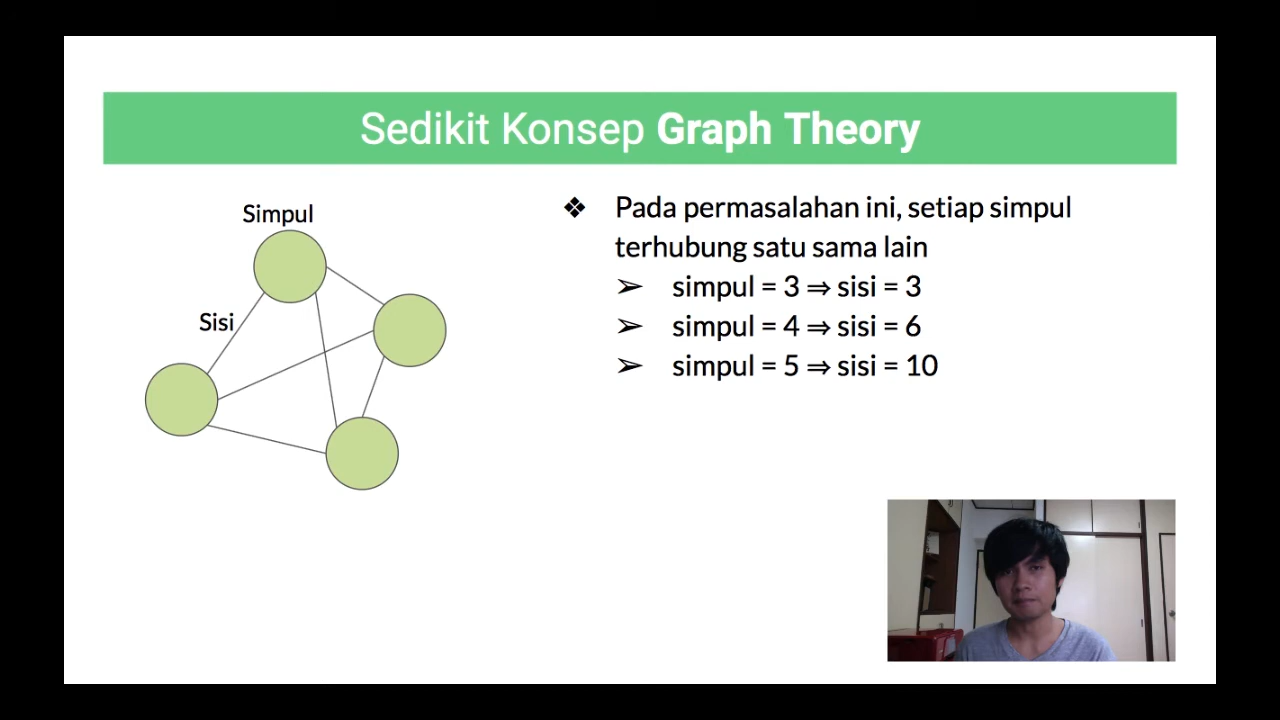 Sedikit Konsep Graph Theory
Simpul
Sisi
❖ Pada permasalahan ini, setiap simpul
terhubung satu sama lain
➢ simpul = 3 ⇒ sisi = 3
➢ simpul = 4 ⇒ sisi = 6
➢ simpul = 5 ⇒ sisi = 10